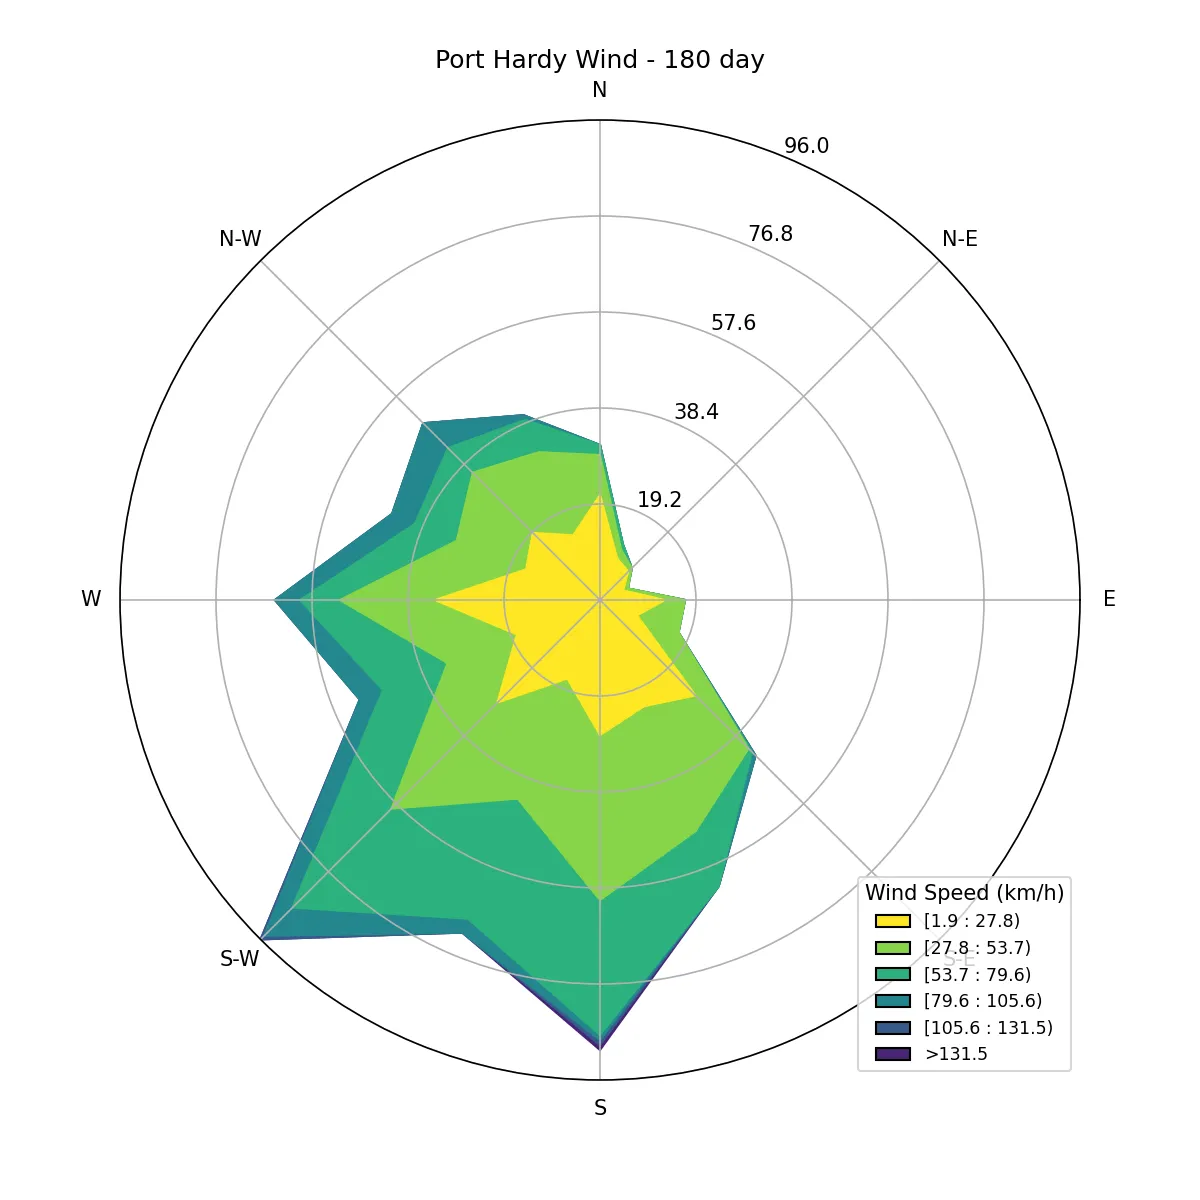 Port Hardy Wind - 180 day
N
96.0
N-W
N-E
76.8
57.6
38.4
19.2
W
E
S-W
S-E
S
Wind Speed (km/h)
[1.9 : 27.8)
[27.8 : 53.7)
[53.7 : 79.6)
[79.6 : 105.6)
[105.6 : 131.5)
>131.5